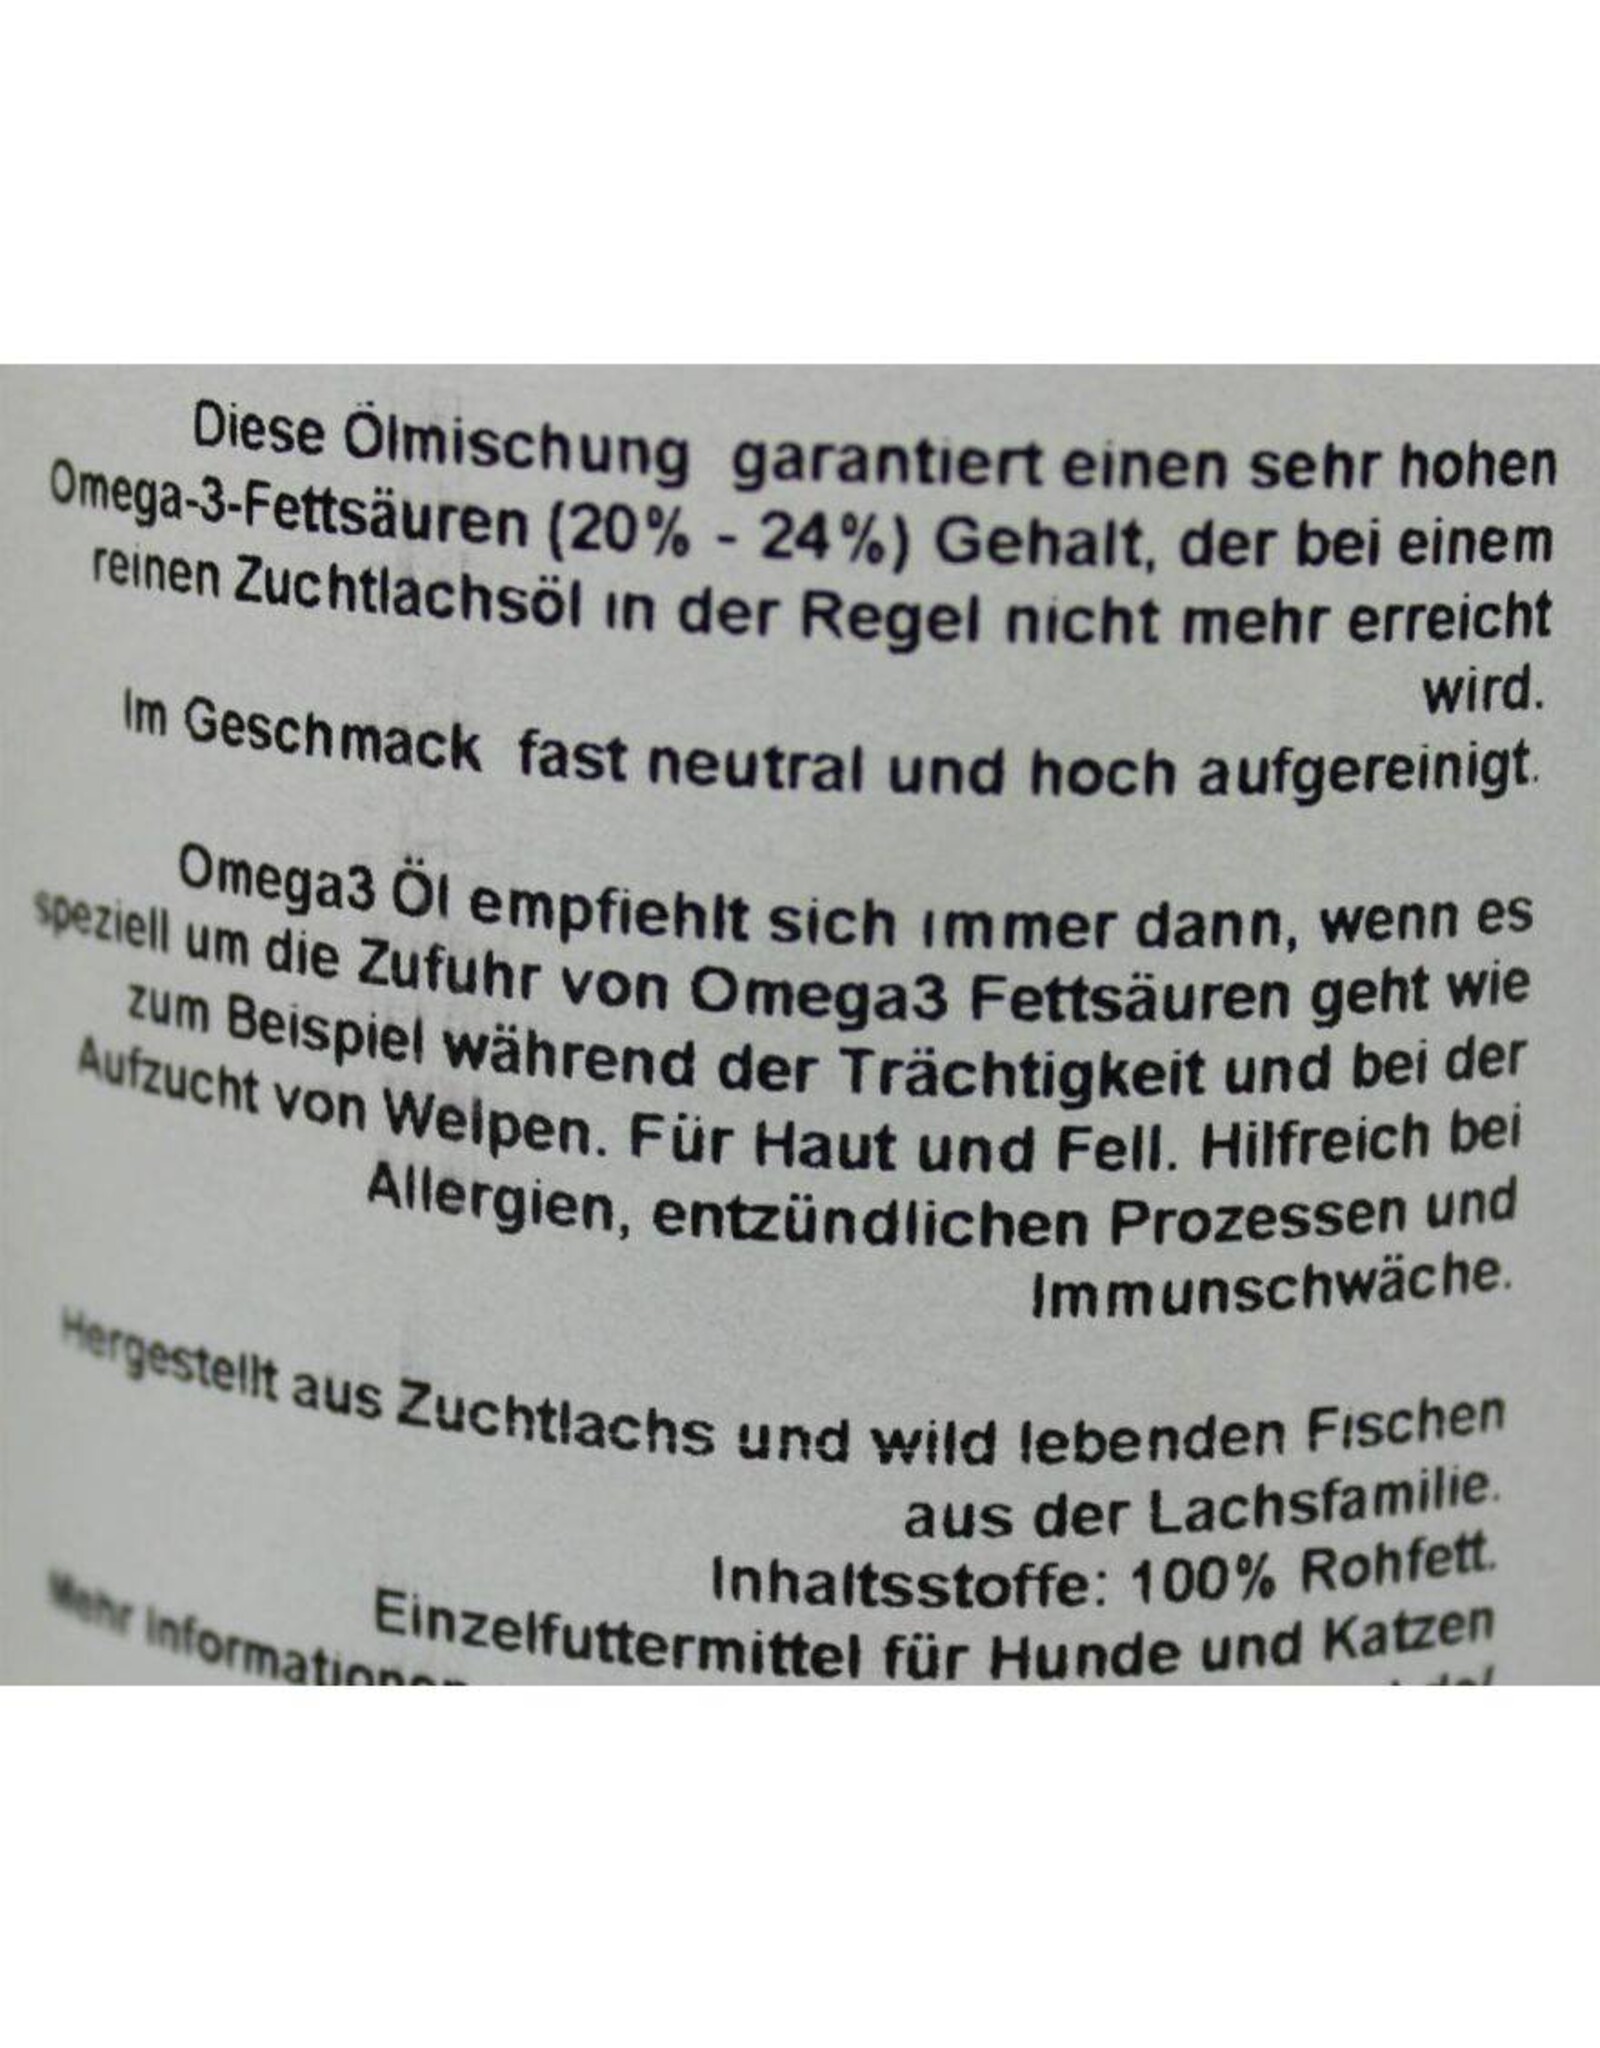 Diese Ölmischung garantiert einen sehr hohen
Omega-3-Fettsäuren (20% - 24%) Gehalt, der bei einem
reinen Zuchtlachsöl in der Regel nicht mehr erreicht
wird.
Im Geschmack fast neutral und hoch aufgereinigt.
Omega3 Öl empfiehlt sich immer dann, wenn es
speziell um die Zufuhr von Omega3 Fettsäuren geht wie
zum Beispiel während der Trächtigkeit und bei der
Aufzucht von Welpen. Für Haut und Fell. Hilfreich bei
Allergien, entzündlichen Prozessen und
Immunschwäche.
Hergestellt aus Zuchtlachs und wild lebenden Fischen
aus der Lachsfamilie.
Inhaltsstoffe: 100% Rohfett.
Einzelfuttermittel für Hunde und Katzen
Mehr Informationen